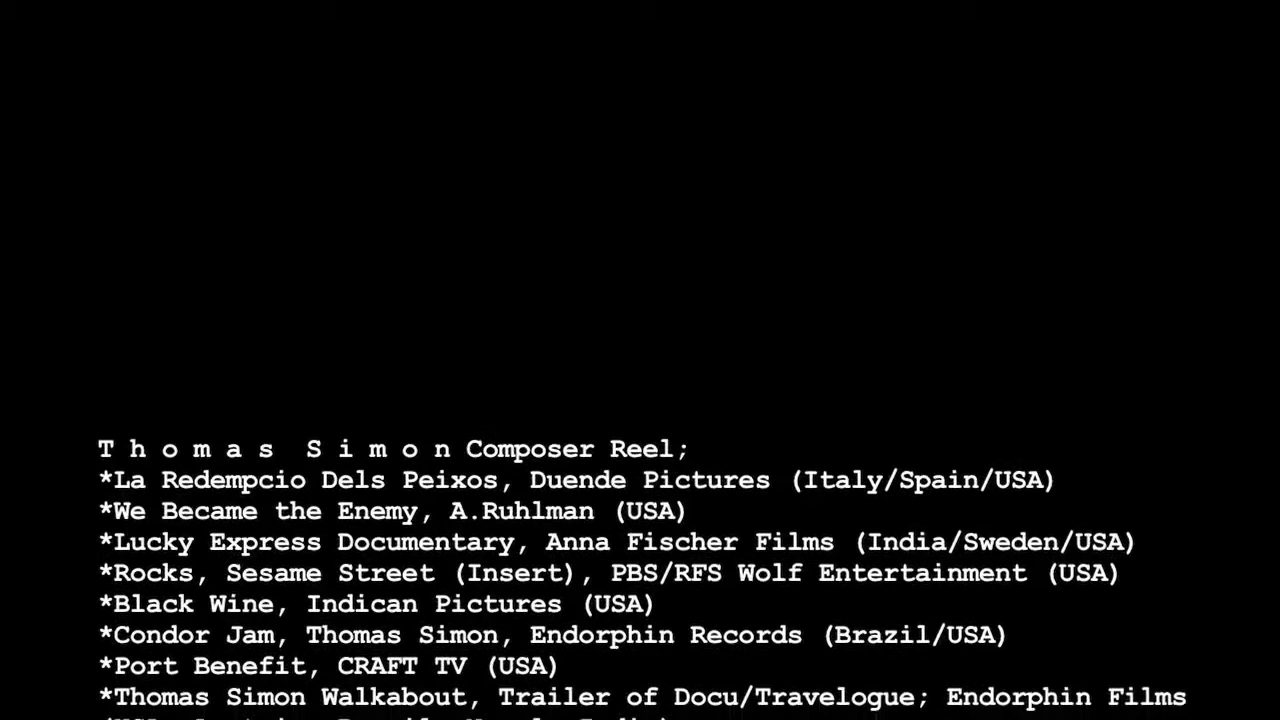 T h o m a s  S i m o n Composer Reel;
*La Redempcio Dels Peixos, Duende Pictures (Italy/Spain/USA)
*We Became the Enemy, A.Ruhlman (USA)
*Lucky Express Documentary, Anna Fischer Films (India/Sweden/USA)
*Rocks, Sesame Street (Insert), PBS/RFS Wolf Entertainment (USA)
*Black Wine, Indican Pictures (USA)
*Condor Jam, Thomas Simon, Endorphin Records (Brazil/USA)
*Port Benefit, CRAFT TV (USA)
*Thomas Simon Walkabout, Trailer of Docu/Travelogue; Endorphin Films